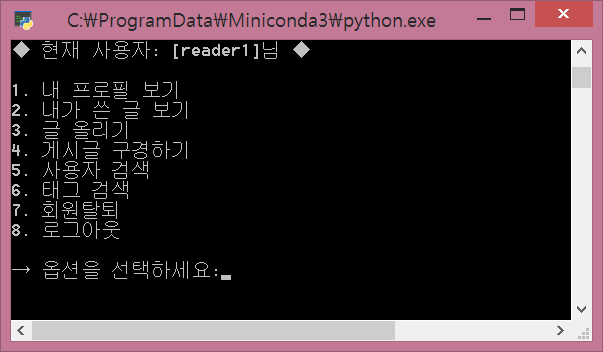 C:₩ProgramData₩Miniconda3₩python.exe
◆ 현재 사용자: [reader1]님 ◆
1. 내 프로필 보기
2. 내가 쓴 글 보기
3. 글 올리기
4. 게시글 구경하기
5. 사용자 검색
6. 태그 검색
7. 회원탈퇴
8. 로그아웃
→ 옵션을 선택하세요: